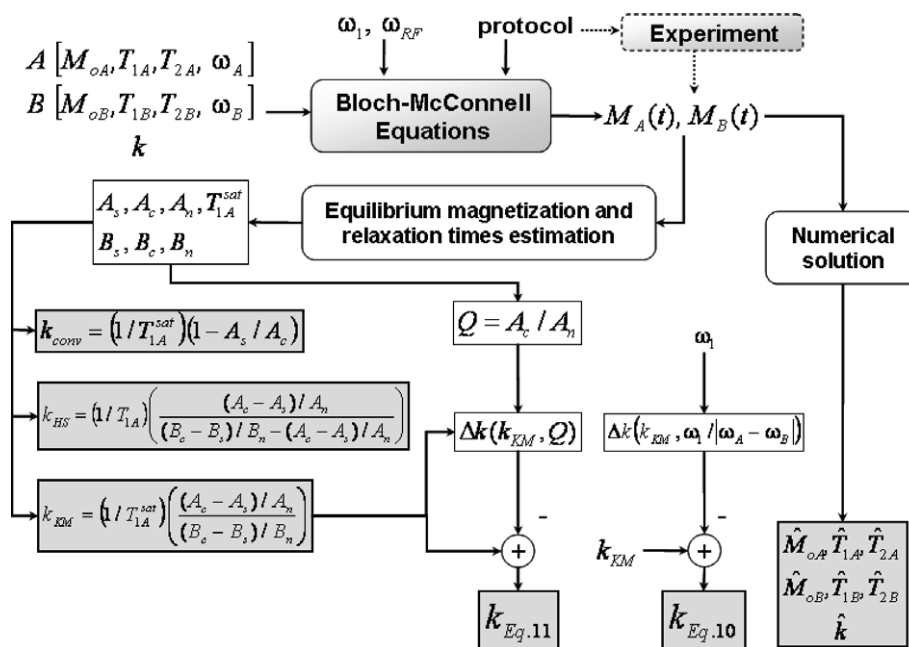 ω₁, ω_RF
protocol
Experiment
A [M_oA, T_1A, T_2A, ω_A]
B [M_oB, T_1B, T_2B, ω_B]
k
Bloch-McConnell
Equations
M_A(t), M_B(t)
A_s, A_c, A_n, T_1A^sat
B_s, B_c, B_n
Equilibrium magnetization and
relaxation times estimation
Numerical
solution
k_conv = (1/T_1A^sat)(1 − A_s / A_c)
Q = A_c / A_n
ω₁
k_HS = (1/T_1A)( (A_c − A_s)/A_n / ((B_c − B_s)/B_n − (A_c − A_s)/A_n) )
Δk(k_KM, Q)
Δk(k_KM, ω₁/|ω_A − ω_B|)
k_KM = (1/T_1A^sat)( (A_c − A_s)/A_n / (B_c − B_s)/B_n )
−
−
+
k_KM
+
M̂_oA, T̂_1A, T̂_2A
M̂_oB, T̂_1B, T̂_2B
k̂
k_Eq.11
k_Eq.10